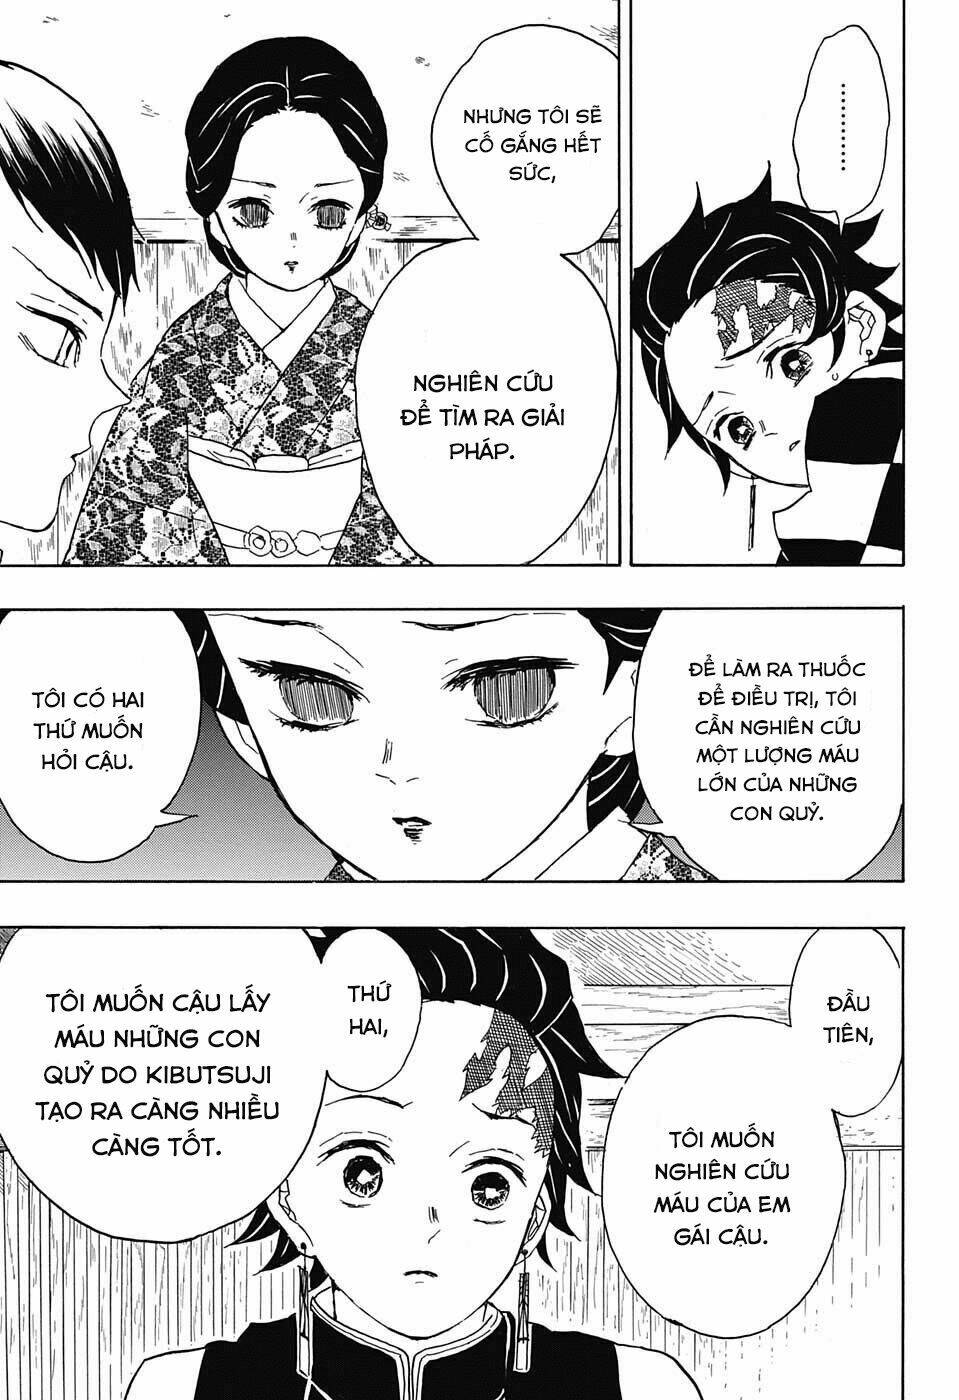 ..........
NHƯNG TÔI SẼ
CỐ GẮNG HẾT
SỨC,
NGHIÊN CỨU
ĐỂ TÌM RA GIẢI
PHÁP.
ĐỂ LÀM RA THUỐC
ĐỂ ĐIỀU TRỊ, TÔI
CẦN NGHIÊN CỨU
MỘT LƯỢNG MÁU
LỚN CỦA NHỮNG
CON QUỶ.
TÔI CÓ HAI
THỨ MUỐN
HỎI CẬU.
ĐẦU
TIÊN,
TÔI MUỐN
NGHIÊN CỨU
MÁU CỦA EM
GÁI CẬU.
THỨ
HAI,
TÔI MUỐN CẬU LẤY
MÁU NHỮNG CON
QUỶ DO KIBUTSUJI
TẠO RA CÀNG NHIỀU
CÀNG TỐT.